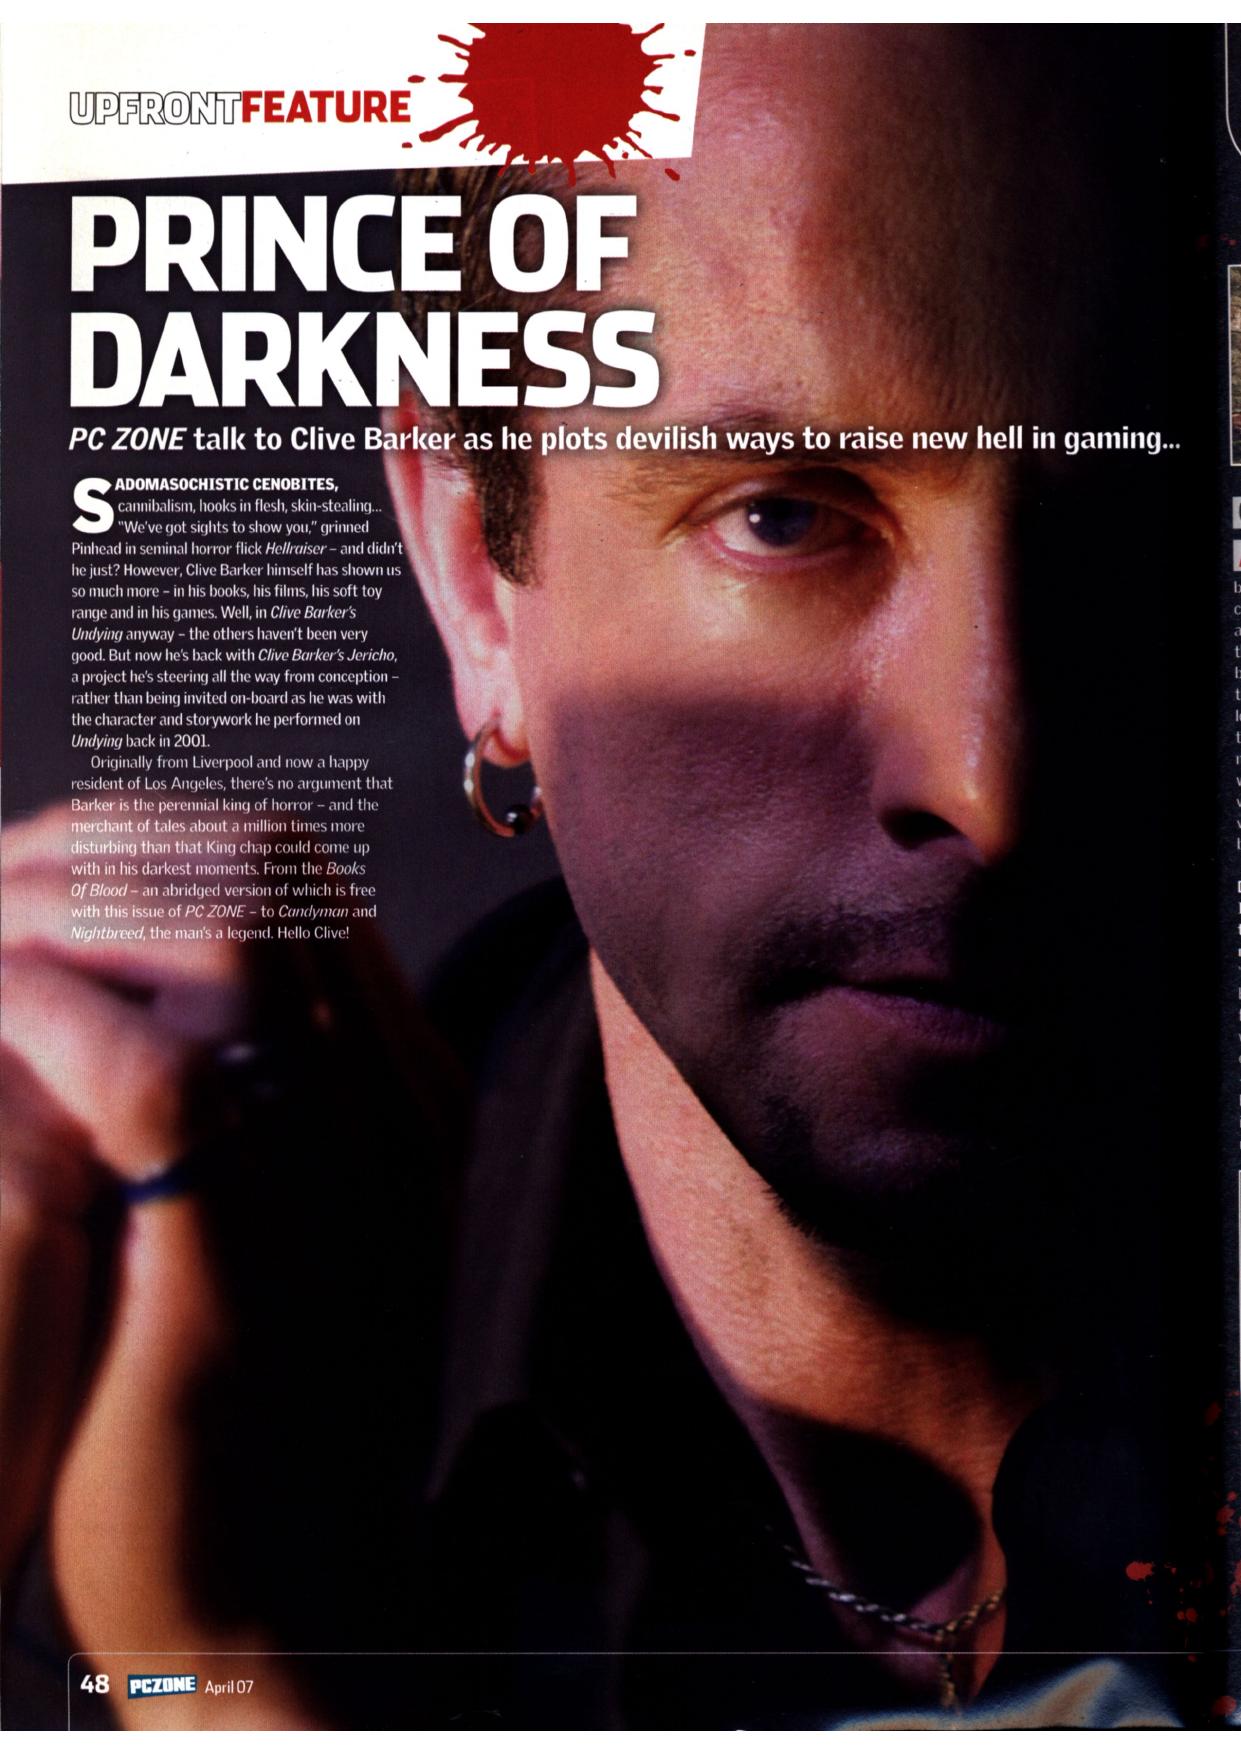 UPFRONTFEATURE
PRINCE OF
DARKNESS
PC ZONE talk to Clive Barker as he plots devilish ways to raise new hell in gaming...
SADOMASOCHISTIC CENOBITES,
cannibalism, hooks in flesh, skin-stealing...
"We've got sights to show you," grinned
Pinhead in seminal horror flick Hellraiser – and didn't
he just? However, Clive Barker himself has shown us
so much more – in his books, his films, his soft toy
range and in his games. Well, in Clive Barker's
Undying anyway – the others haven't been very
good. But now he's back with Clive Barker's Jericho,
a project he's steering all the way from conception –
rather than being invited on-board as he was with
the character and storywork he performed on
Undying back in 2001.
Originally from Liverpool and now a happy
resident of Los Angeles, there's no argument that
Barker is the perennial king of horror – and the
merchant of tales about a million times more
disturbing than that King chap could come up
with in his darkest moments. From the Books
Of Blood – an abridged version of which is free
with this issue of PC ZONE – to Candyman and
Nightbreed, the man's a legend. Hello Clive!
48 PCZONE April 07